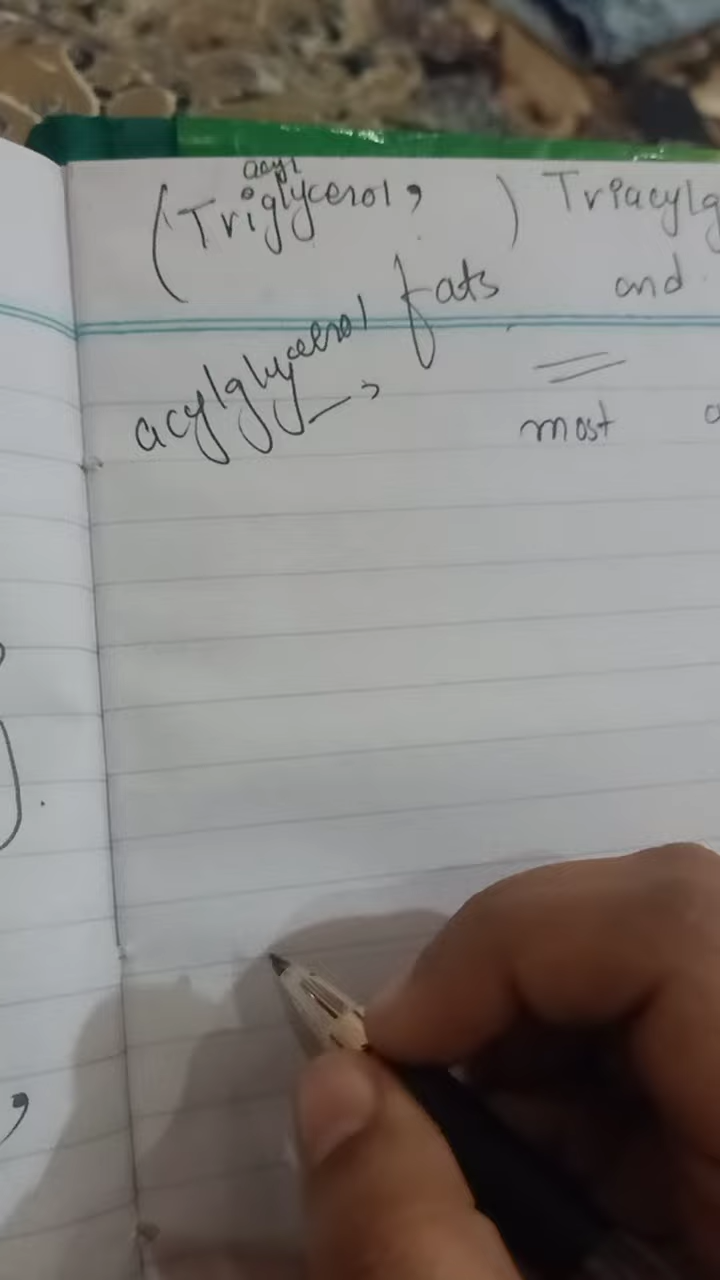 acyl
(Triglycerol, ) Triacylg
fats and
acylglycerol
most